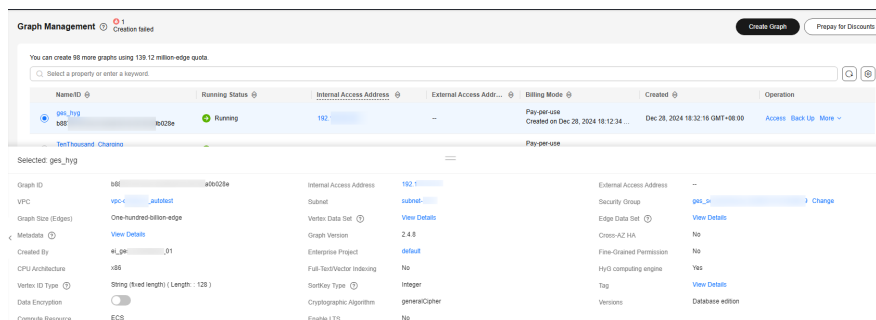 Graph Management
1
Creation failed
Create Graph
Prepay for Discounts
You can create 98 more graphs using 139.12 million-edge quota.
Select a property or enter a keyword.
Name/ID Running Status Internal Access Address External Access Addr... Billing Mode Created Operation
ges_hyg
b88 b028e
Running
192.
--
Pay-per-use
Created on Dec 28, 2024 18:12:34 ...
Dec 28, 2024 18:32:16 GMT+08:00
Access Back Up More
TenThousand_Charging
Pay-per-use
Selected: ges_hyg
Graph ID b8 a0b028e Internal Access Address 192.1 External Access Address --
VPC vpc- _autotest Subnet subnet- Security Group ges_s Change
Graph Size (Edges) One-hundred-billion-edge Vertex Data Set View Details Edge Data Set View Details
Metadata View Details Graph Version 2.4.8 Cross-AZ HA No
Created By ei_ge _01 Enterprise Project default Fine-Grained Permission No
CPU Architecture x86 Full-Text/Vector Indexing No HyG computing engine Yes
Vertex ID Type String (fixed length) ( Length: : 128 ) SortKey Type Integer Tag View Details
Data Encryption Cryptographic Algorithm generalCipher Versions Database edition
Compute Resource ECS Enable LTS No